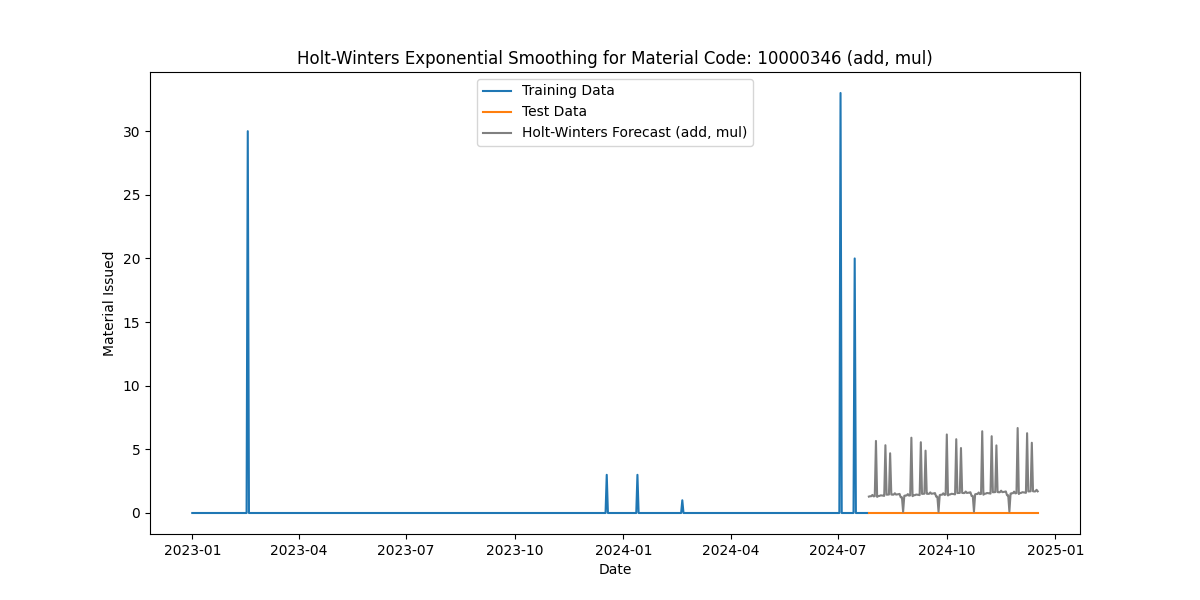 Holt-Winters Exponential Smoothing for Material Code: 10000346 (add, mul)
Training Data
Test Data
Holt-Winters Forecast (add, mul)
Material Issued
30
25
20
15
10
5
0
2023-01 2023-04 2023-07 2023-10 2024-01 2024-04 2024-07 2024-10 2025-01
Date